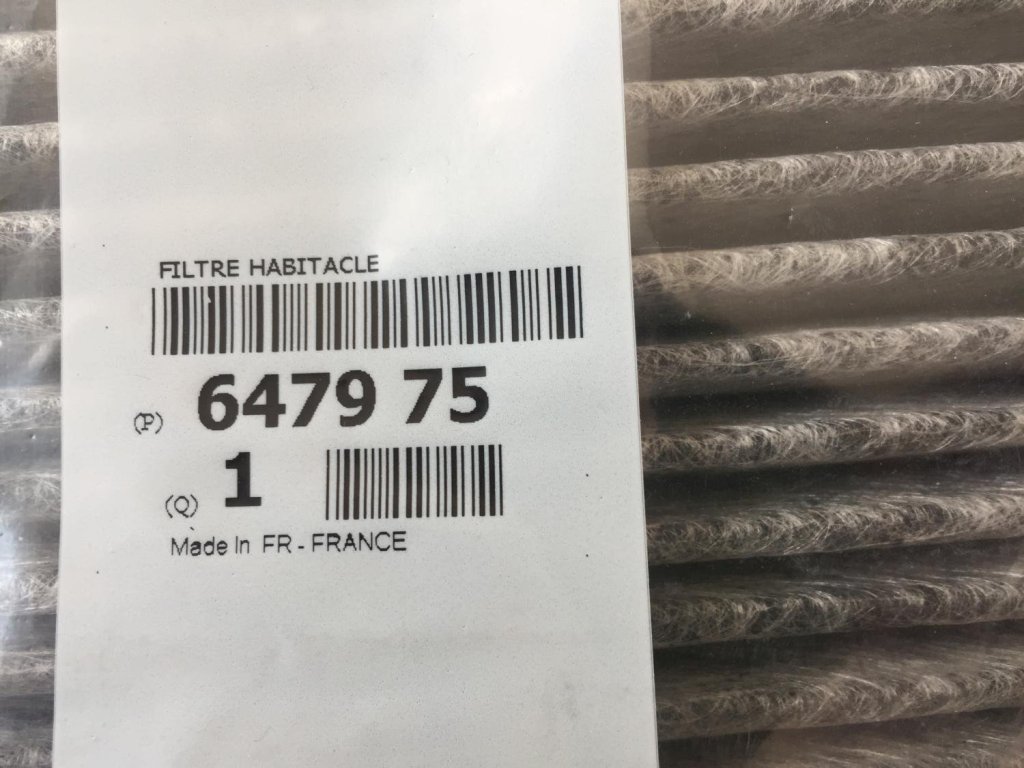 FILTRE HABITACLE
(P) 6479 75
(Q) 1
Made In FR - FRANCE